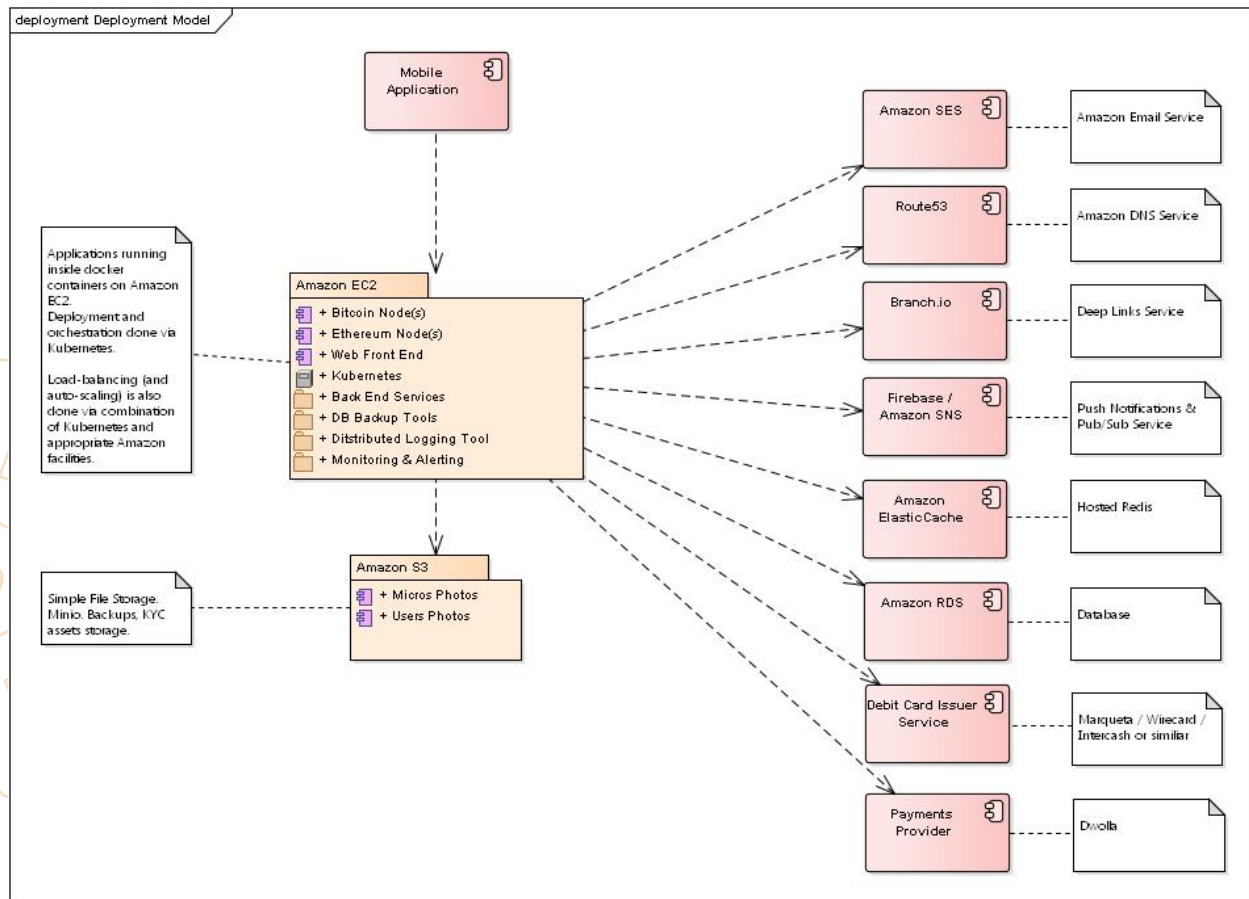 deployment Deployment Model
Mobile
Application
Applications running
inside docker
containers on Amazon
EC2.
Deployment and
orchestration done via
Kubernetes.
Load-balancing (and
auto-scaling) is also
done via combination
of Kubernetes and
appropriate Amazon
facilities.
Amazon EC2
+ Bitcoin Node(s)
+ Ethereum Node(s)
+ Web Front End
+ Kubernetes
+ Back End Services
+ DB Backup Tools
+ Ditstributed Logging Tool
+ Monitoring & Alerting
Simple File Storage.
Minio. Backups, KYC
assets storage.
Amazon S3
+ Micros Photos
+ Users Photos
Amazon SES
Amazon Email Service
Route53
Amazon DNS Service
Branch.io
Deep Links Service
Firebase /
Amazon SNS
Push Notifications &
Pub/Sub Service
Amazon
ElasticCache
Hosted Redis
Amazon RDS
Database
Debit Card Issuer
Service
Marqueta / Wirecard /
Intercash or similiar
Payments
Provider
Dwolla